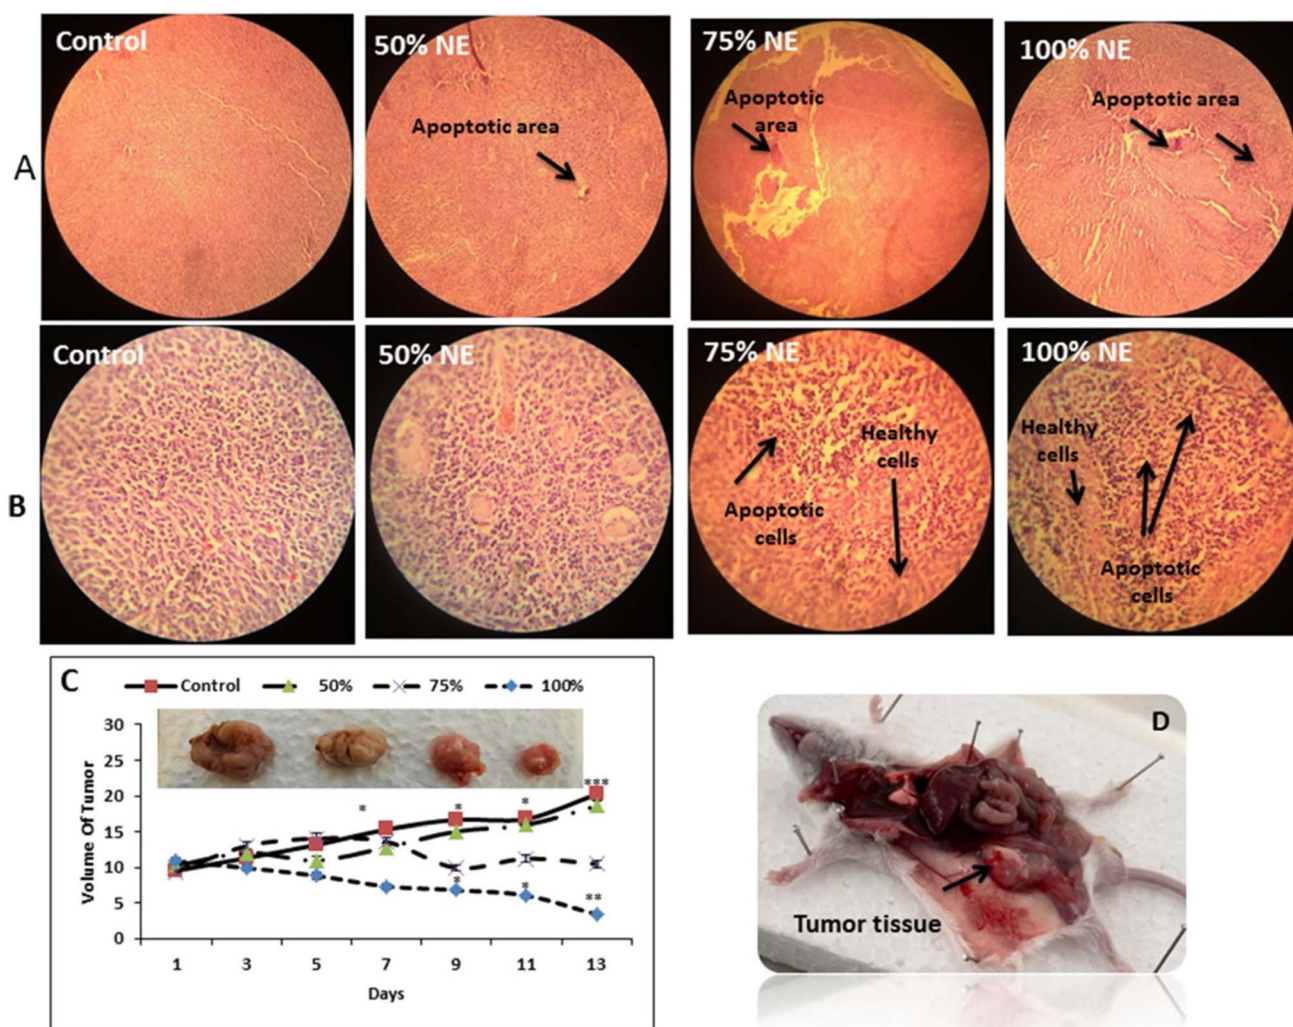 Control
50% NE
75% NE
100% NE
Apoptotic area
Apoptotic
area
Apoptotic area
A
Control
50% NE
75% NE
100% NE
Healthy
cells
Apoptotic
cells
Healthy
cells
Apoptotic
cells
B
C
Control
50%
75%
100%
Volume Of Tumor
30
25
20
15
10
5
0
*
*
*
***
*
*
**
1 3 5 7 9 11 13
Days
D
Tumor tissue